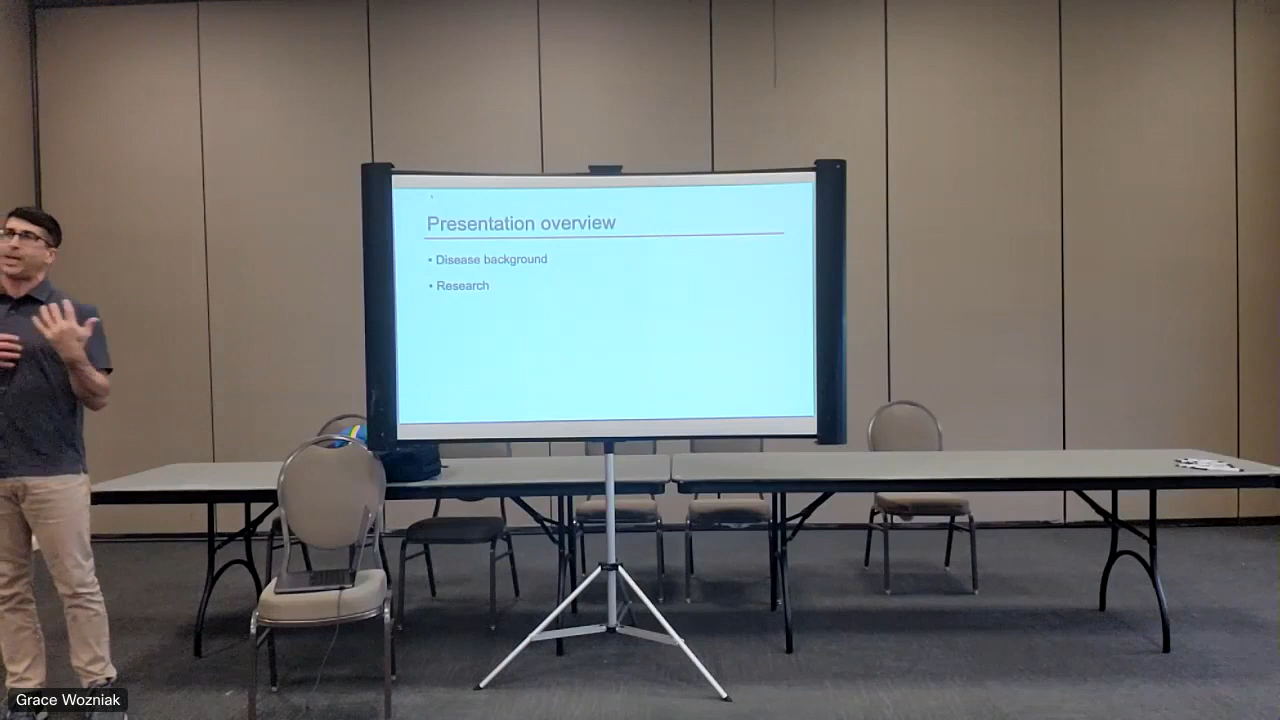 Presentation overview
• Disease background
• Research
Grace Wozniak